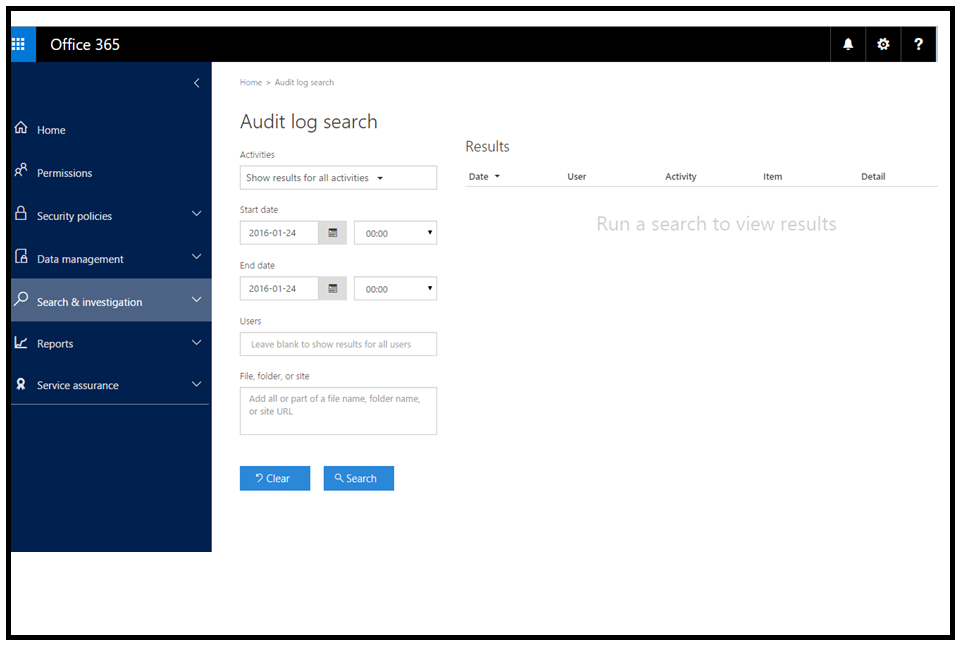 Office 365
?
Home
Permissions
Security policies
Data management
Search & investigation
Reports
Service assurance
Home > Audit log search
Audit log search
Activities
Show results for all activities
Start date
2016-01-24 00:00
End date
2016-01-24 00:00
Users
Leave blank to show results for all users
File, folder, or site
Add all or part of a file name, folder name,
or site URL
Clear Search
Results
Date User Activity Item Detail
Run a search to view results